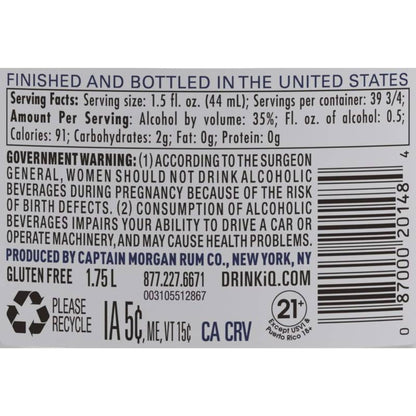 FINISHED AND BOTTLED IN THE UNITED STATES
Serving Facts: Serving size: 1.5 fl. oz. (44 mL); Servings per container: 39 3/4;
Amount Per Serving: Alcohol by volume: 35%; Fl. oz. of alcohol: 0.5;
Calories: 91; Carbohydrates: 2g; Fat: 0g; Protein: 0g
GOVERNMENT WARNING: (1) ACCORDING TO THE SURGEON
GENERAL, WOMEN SHOULD NOT DRINK ALCOHOLIC
BEVERAGES DURING PREGNANCY BECAUSE OF THE RISK
OF BIRTH DEFECTS. (2) CONSUMPTION OF ALCOHOLIC
BEVERAGES IMPAIRS YOUR ABILITY TO DRIVE A CAR OR
OPERATE MACHINERY, AND MAY CAUSE HEALTH PROBLEMS.
PRODUCED BY CAPTAIN MORGAN RUM CO., NEW YORK, NY
GLUTEN FREE 1.75 L 877.227.6671 DRINKiQ.COM
003105512867
PLEASE
RECYCLE
IA 5¢, ME, VT 15¢ CA CRV
21+
Except USVI &
Puerto Rico 18+
0 87000 20148 4